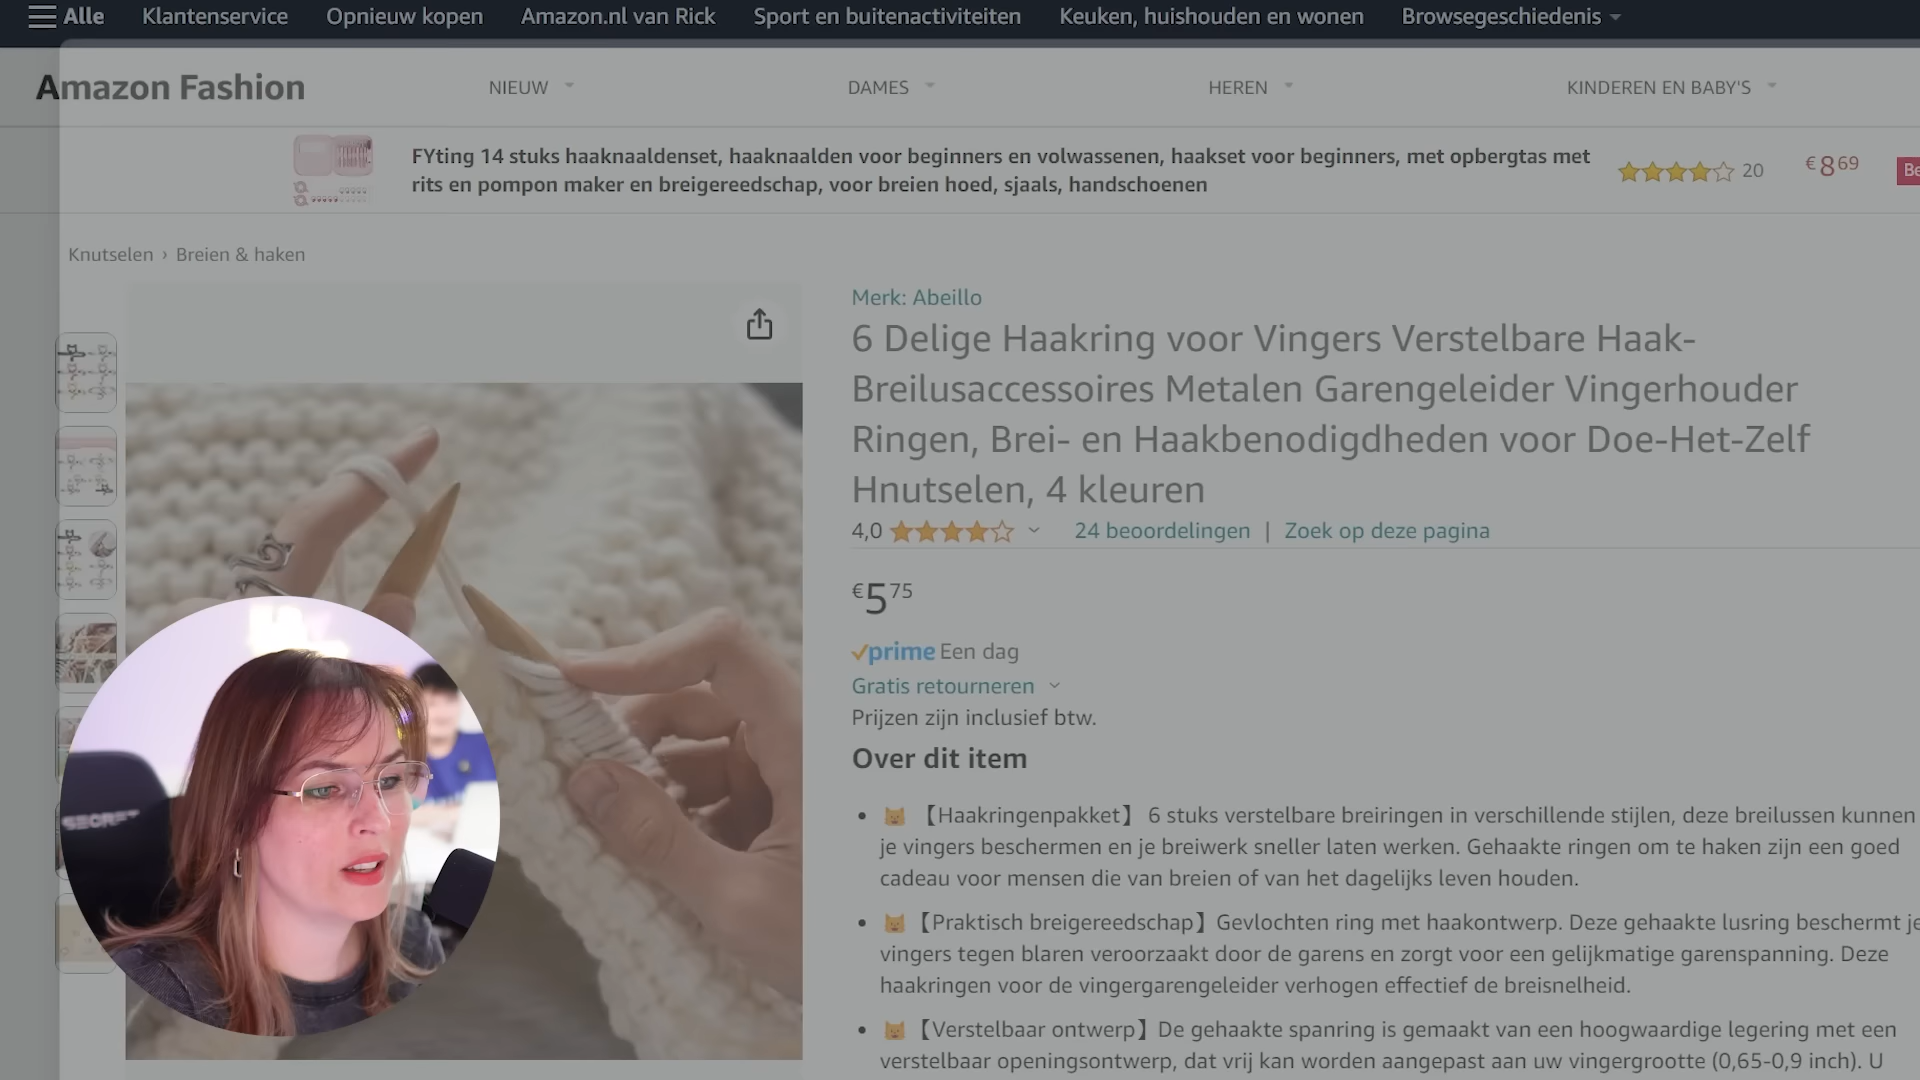 Alle Klantenservice Opnieuw kopen Amazon.nl van Rick Sport en buitenactiviteiten Keuken, huishouden en wonen Browsegeschiedenis
Amazon Fashion NIEUW DAMES HEREN KINDEREN EN BABY'S
FYting 14 stuks haaknaaldenset, haaknaalden voor beginners en volwassenen, haakset voor beginners, met opbergtas met
rits en pompon maker en breigereedschap, voor breien hoed, sjaals, handschoenen
20 €8 69 Be
Knutselen › Breien & haken
Merk: Abeillo
6 Delige Haakring voor Vingers Verstelbare Haak-
Breilusaccessoires Metalen Garengeleider Vingerhouder
Ringen, Brei- en Haakbenodigdheden voor Doe-Het-Zelf
Hnutselen, 4 kleuren
4,0 24 beoordelingen | Zoek op deze pagina
€5 75
prime Een dag
Gratis retourneren
Prijzen zijn inclusief btw.
Over dit item
• 【Haakringenpakket】 6 stuks verstelbare breiringen in verschillende stijlen, deze breilussen kunnen
je vingers beschermen en je breiwerk sneller laten werken. Gehaakte ringen om te haken zijn een goed
cadeau voor mensen die van breien of van het dagelijks leven houden.
• 【Praktisch breigereedschap】Gevlochten ring met haakontwerp. Deze gehaakte lusring beschermt je
vingers tegen blaren veroorzaakt door de garens en zorgt voor een gelijkmatige garenspanning. Deze
haakringen voor de vingergarengeleider verhogen effectief de breisnelheid.
• 【Verstelbaar ontwerp】De gehaakte spanring is gemaakt van een hoogwaardige legering met een
verstelbaar openingsontwerp, dat vrij kan worden aangepast aan uw vingergrootte (0,65-0,9 inch). U
SECRET